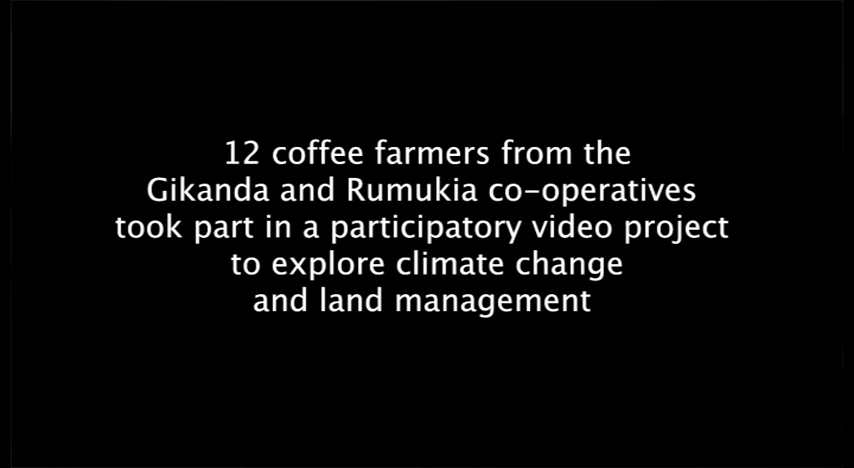 12 coffee farmers from the
Gikanda and Rumukia co-operatives
took part in a participatory video project
to explore climate change
and land management